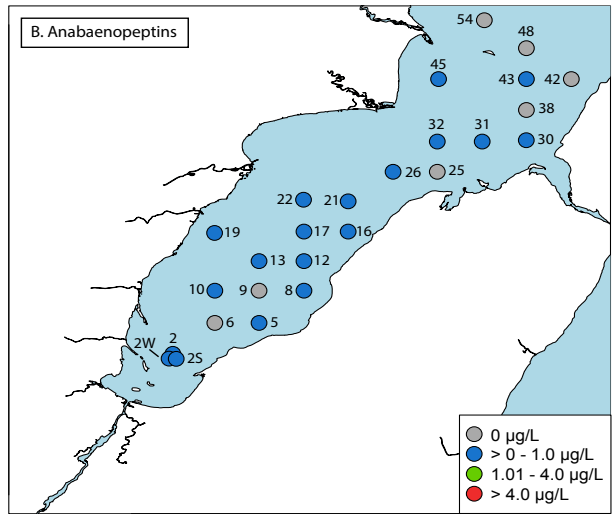 B. Anabaenopeptins
54
48
45 43 42
38
32 31
30
26 25
22 21
19 17 16
13 12
10 9 8
6 5
2
2W 2S
0 µg/L
> 0 - 1.0 µg/L
1.01 - 4.0 µg/L
> 4.0 µg/L